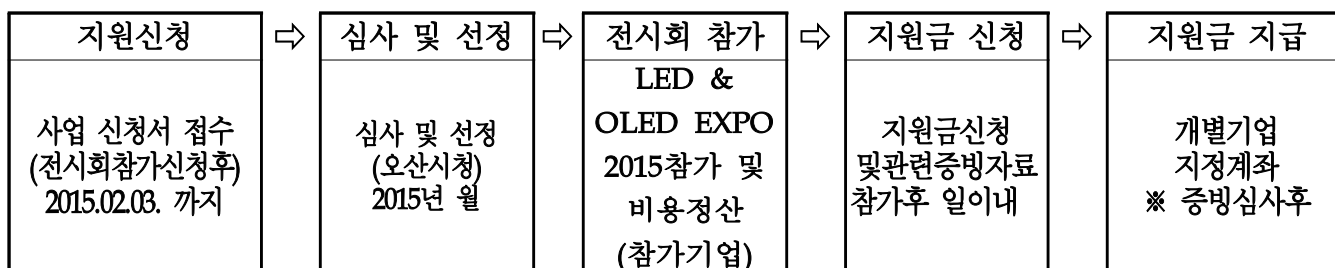 지원신청 ⇨ 심사 및 선정 ⇨ 전시회 참가 ⇨ 지원금 신청 ⇨ 지원금 지급
사업 신청서 접수
(전시회참가신청후)
2015.02.03. 까지
심사 및 선정
(오산시청)
2015년 월
LED &
OLED EXPO
2015참가 및
비용정산
(참가기업)
지원금신청
및관련증빙자료
참가후 일이내
개별기업
지정계좌
※ 증빙심사후